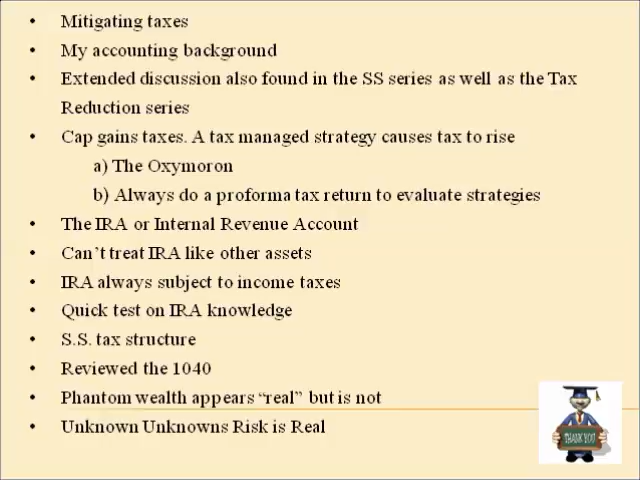 • Mitigating taxes
• My accounting background
• Extended discussion also found in the SS series as well as the Tax
Reduction series
• Cap gains taxes. A tax managed strategy causes tax to rise
a) The Oxymoron
b) Always do a proforma tax return to evaluate strategies
• The IRA or Internal Revenue Account
• Can’t treat IRA like other assets
• IRA always subject to income taxes
• Quick test on IRA knowledge
• S.S. tax structure
• Reviewed the 1040
• Phantom wealth appears “real” but is not
• Unknown Unknowns Risk is Real
THANK YOU